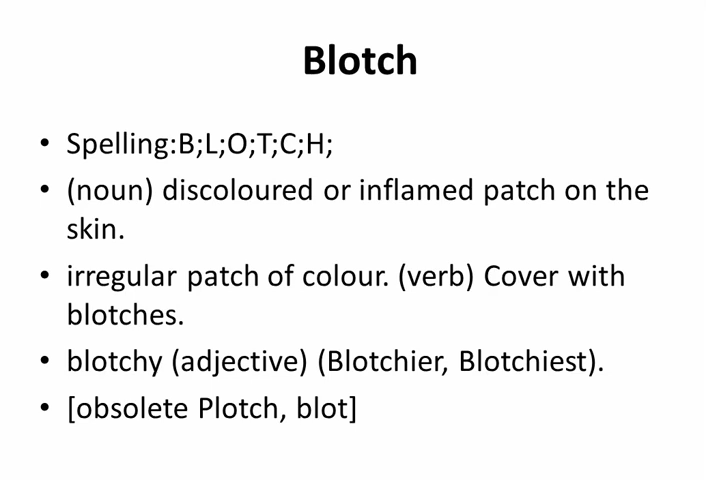 Blotch
• Spelling:B;L;O;T;C;H;
• (noun) discoloured or inflamed patch on the
skin.
• irregular patch of colour. (verb) Cover with
blotches.
• blotchy (adjective) (Blotchier, Blotchiest).
• [obsolete Plotch, blot]